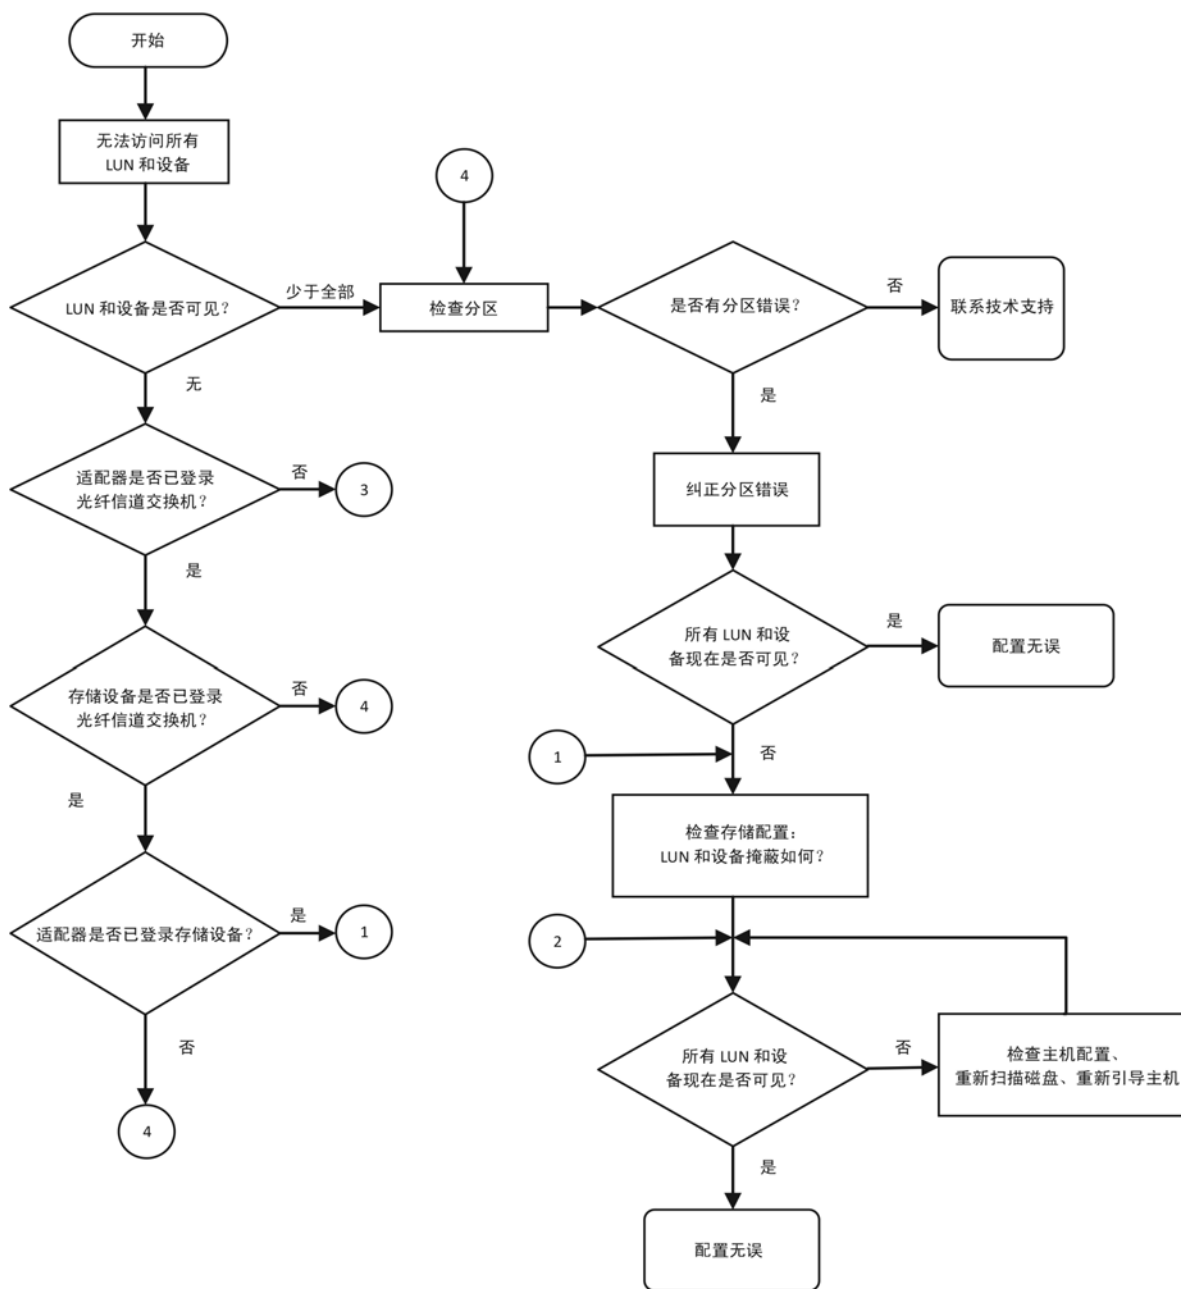 开始
无法访问所有
LUN 和设备
4
LUN 和设备是否可见？
少于全部
检查分区
是否有分区错误？
否
联系技术支持
无
是
适配器是否已登录
光纤信道交换机？
否
3
纠正分区错误
是
所有 LUN 和设
备现在是否可见？
是
配置无误
存储设备是否已登录
光纤信道交换机？
否
4
1
否
是
检查存储配置：
LUN 和设备掩蔽如何？
适配器是否已登录存储设备？
是
1
2
否
所有 LUN 和设
备现在是否可见？
否
检查主机配置、
重新扫描磁盘、重新引导主机
4
是
配置无误